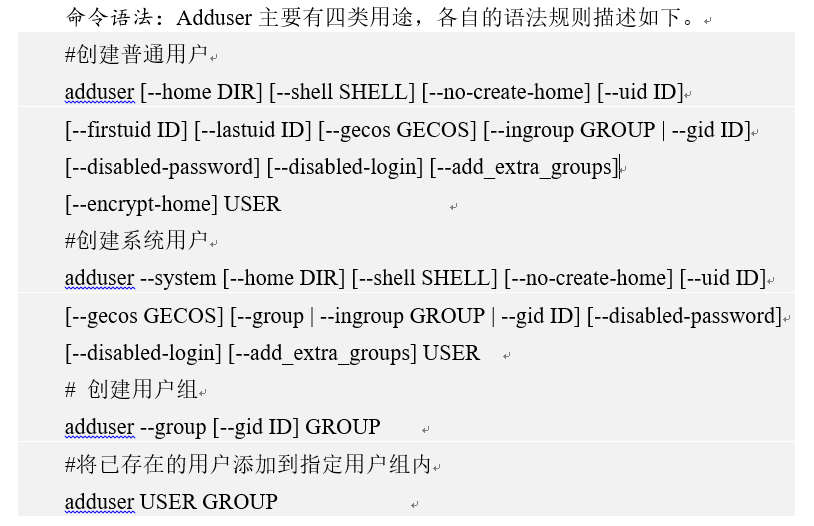 命令语法：Adduser 主要有四类用途，各自的语法规则描述如下。
#创建普通用户
adduser [--home DIR] [--shell SHELL] [--no-create-home] [--uid ID]
[--firstuid ID] [--lastuid ID] [--gecos GECOS] [--ingroup GROUP | --gid ID]
[--disabled-password] [--disabled-login] [--add_extra_groups]
[--encrypt-home] USER
#创建系统用户
adduser --system [--home DIR] [--shell SHELL] [--no-create-home] [--uid ID]
[--gecos GECOS] [--group | --ingroup GROUP | --gid ID] [--disabled-password]
[--disabled-login] [--add_extra_groups] USER
# 创建用户组
adduser --group [--gid ID] GROUP
#将已存在的用户添加到指定用户组内
adduser USER GROUP